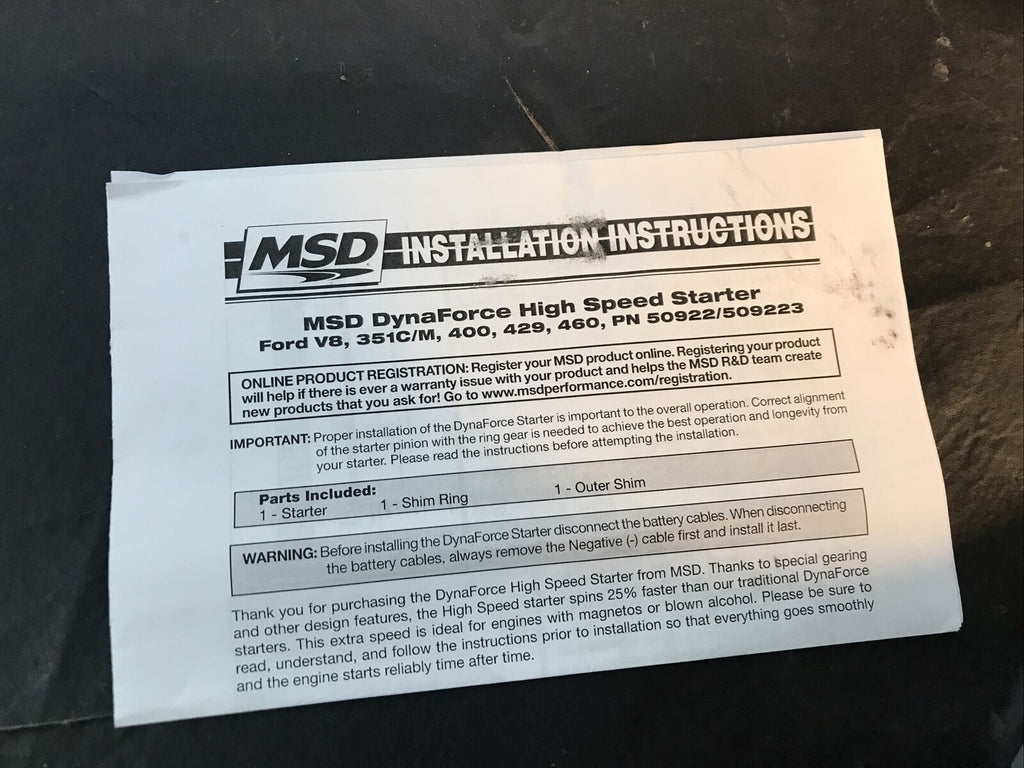 MSD INSTALLATION INSTRUCTIONS
MSD DynaForce High Speed Starter
Ford V8, 351C/M, 400, 429, 460, PN 50922/509223
ONLINE PRODUCT REGISTRATION: Register your MSD product online. Registering your product
will help if there is ever a warranty issue with your product and helps the MSD R&D team create
new products that you ask for! Go to www.msdperformance.com/registration.
IMPORTANT: Proper installation of the DynaForce Starter is important to the overall operation. Correct alignment
of the starter pinion with the ring gear is needed to achieve the best operation and longevity from
your starter. Please read the instructions before attempting the installation.
Parts Included:
1 - Starter 1 - Shim Ring 1 - Outer Shim
WARNING: Before installing the DynaForce Starter disconnect the battery cables. When disconnecting
the battery cables, always remove the Negative (-) cable first and install it last.
Thank you for purchasing the DynaForce High Speed Starter from MSD. Thanks to special gearing
and other design features, the High Speed starter spins 25% faster than our traditional DynaForce
starters. This extra speed is ideal for engines with magnetos or blown alcohol. Please be sure to
read, understand, and follow the instructions prior to installation so that everything goes smoothly
and the engine starts reliably time after time.